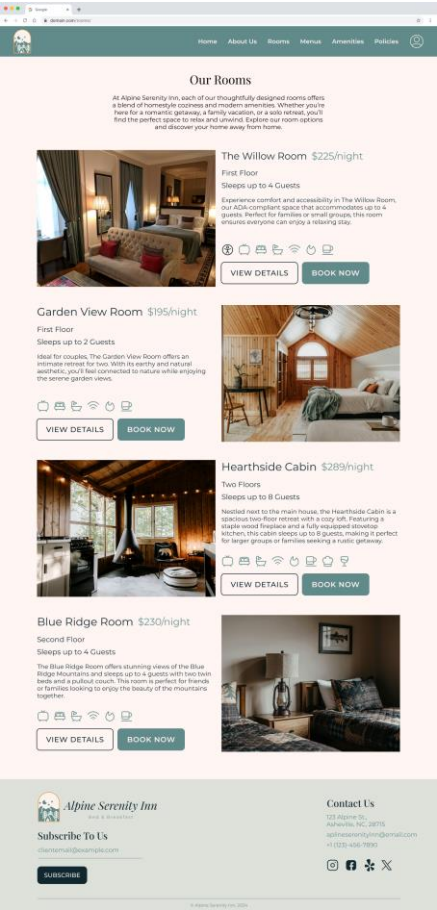 Google
domain.com/rooms/
Home About Us Rooms Menus Amenities Policies
Our Rooms
At Alpine Serenity Inn, each of our thoughtfully designed rooms offers
a blend of homestyle coziness and modern amenities. Whether you're
here for a romantic getaway, a family vacation, or a solo retreat, you'll
find the perfect space to relax and unwind. Explore our room options
and discover your home away from home.
The Willow Room $225/night
First Floor
Sleeps up to 4 Guests
Experience comfort and accessibility in The Willow Room,
our ADA-compliant space that accommodates up to 4
guests. Perfect for families or small groups, this room
ensures everyone can enjoy a relaxing stay.
VIEW DETAILS BOOK NOW
Garden View Room $195/night
First Floor
Sleeps up to 2 Guests
Ideal for couples, The Garden View Room offers an
intimate retreat for two. With its earthy and natural
aesthetic, you'll feel connected to nature while enjoying
the serene garden views.
VIEW DETAILS BOOK NOW
Hearthside Cabin $289/night
Two Floors
Sleeps up to 8 Guests
Nestled next to the main house, the Hearthside Cabin is a
spacious two-floor retreat with a cozy loft. Featuring a
staple wood fireplace and a fully equipped stovetop
kitchen, this cabin sleeps up to 8 guests, making it perfect
for larger groups or families seeking a rustic getaway.
VIEW DETAILS BOOK NOW
Blue Ridge Room $230/night
Second Floor
Sleeps up to 4 Guests
The Blue Ridge Room offers stunning views of the Blue
Ridge Mountains and sleeps up to 4 guests with two twin
beds and a pullout couch. This room is perfect for friends
or families looking to enjoy the beauty of the mountains
together.
VIEW DETAILS BOOK NOW
Alpine Serenity Inn
Bed & Breakfast
Subscribe To Us
clientemail@example.com
SUBSCRIBE
Contact Us
123 Alpine St.,
Asheville, NC, 28715
aplineserenityinn@email.com
+1 (123)-456-7890
© Alpine Serenity Inn, 2024